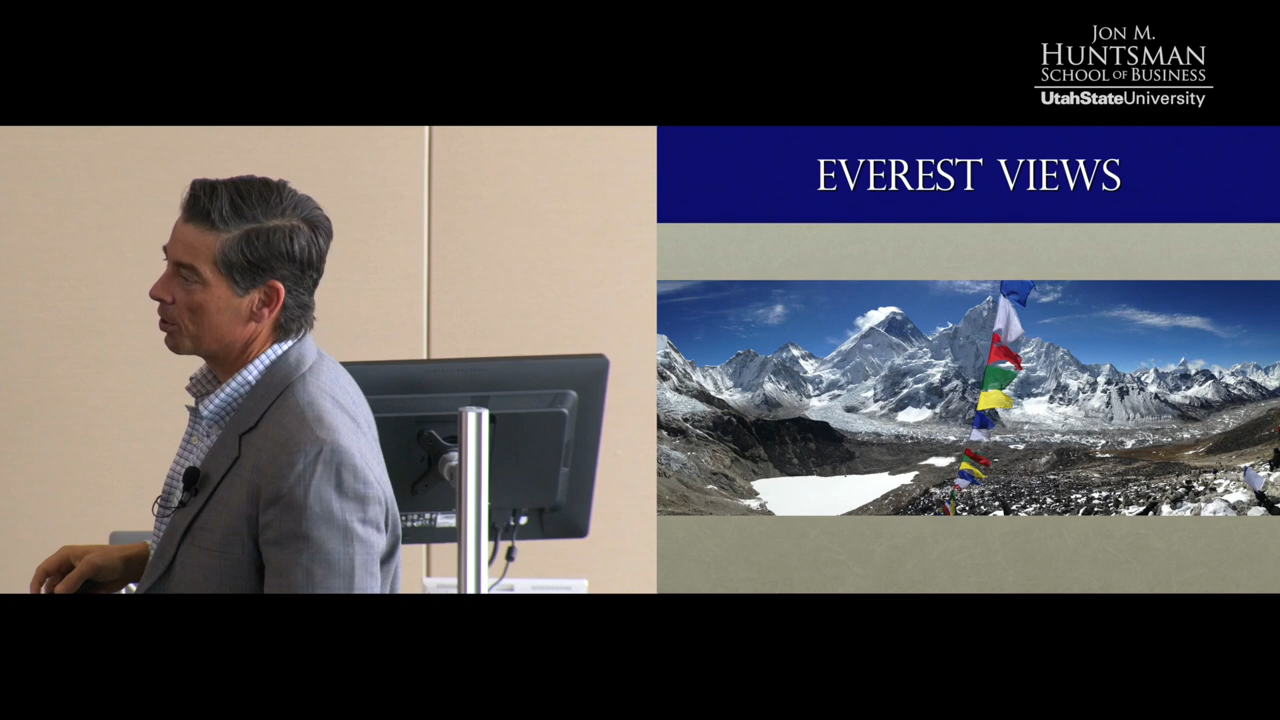 JON M.
HUNTSMAN
SCHOOL OF BUSINESS
UtahStateUniversity
EVEREST VIEWS